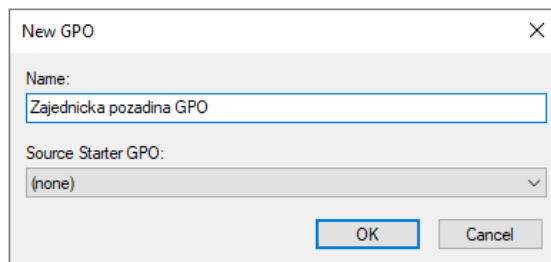 New GPO
Name:
Zajednicka pozadina GPO
Source Starter GPO:
(none)
OK Cancel